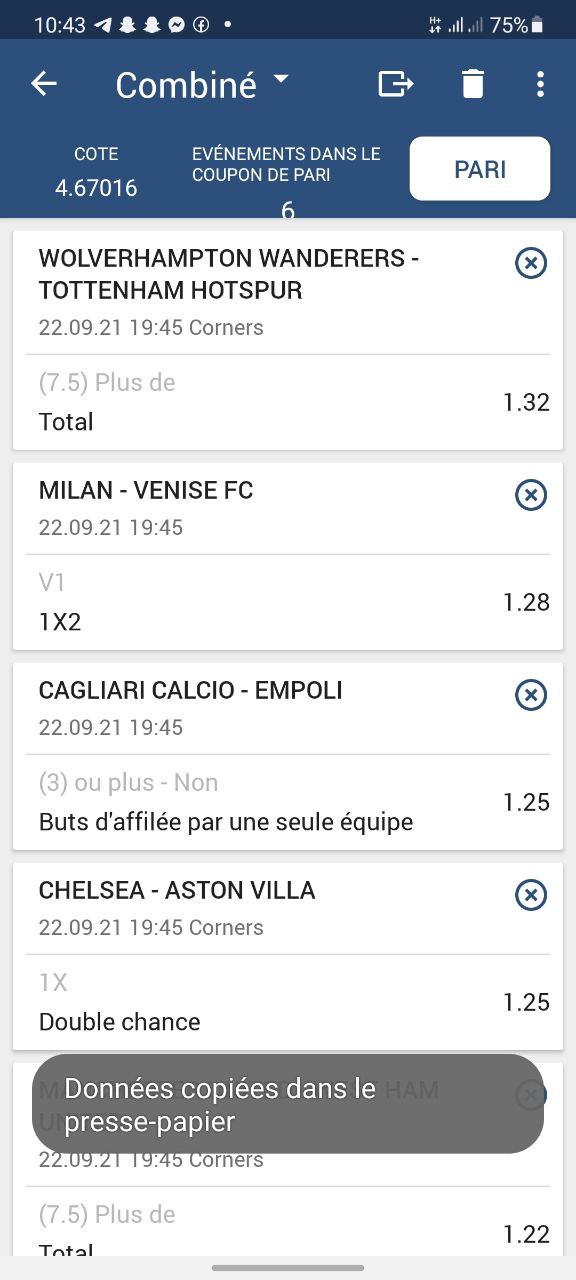 10:43
75%
Combiné
COTE
4.67016
EVÉNEMENTS DANS LE
COUPON DE PARI
6
PARI
WOLVERHAMPTON WANDERERS -
TOTTENHAM HOTSPUR
22.09.21 19:45 Corners
(7.5) Plus de
Total
1.32
MILAN - VENISE FC
22.09.21 19:45
V1
1X2
1.28
CAGLIARI CALCIO - EMPOLI
22.09.21 19:45
(3) ou plus - Non
Buts d'affilée par une seule équipe
1.25
CHELSEA - ASTON VILLA
22.09.21 19:45 Corners
1X
Double chance
1.25
HAM
Données copiées dans le
presse-papier
22.09.21 19:45 Corners
(7.5) Plus de
Total
1.22